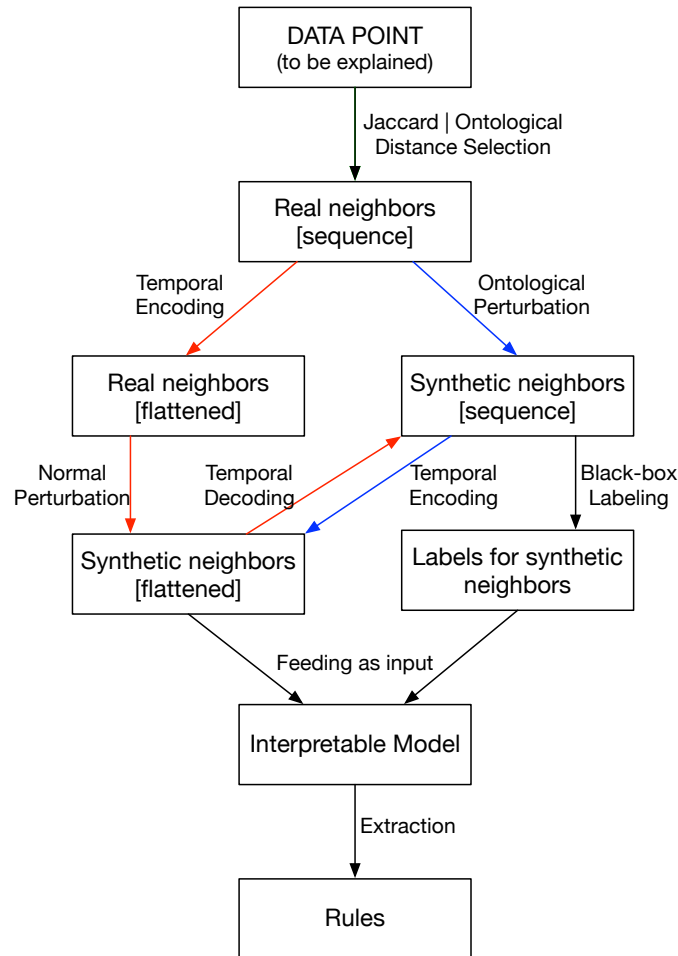 DATA POINT
(to be explained)
Jaccard | Ontological
Distance Selection
Real neighbors
[sequence]
Temporal
Encoding
Ontological
Perturbation
Real neighbors
[flattened]
Synthetic neighbors
[sequence]
Normal
Perturbation
Temporal
Decoding
Temporal
Encoding
Black-box
Labeling
Synthetic neighbors
[flattened]
Labels for synthetic
neighbors
Feeding as input
Interpretable Model
Extraction
Rules